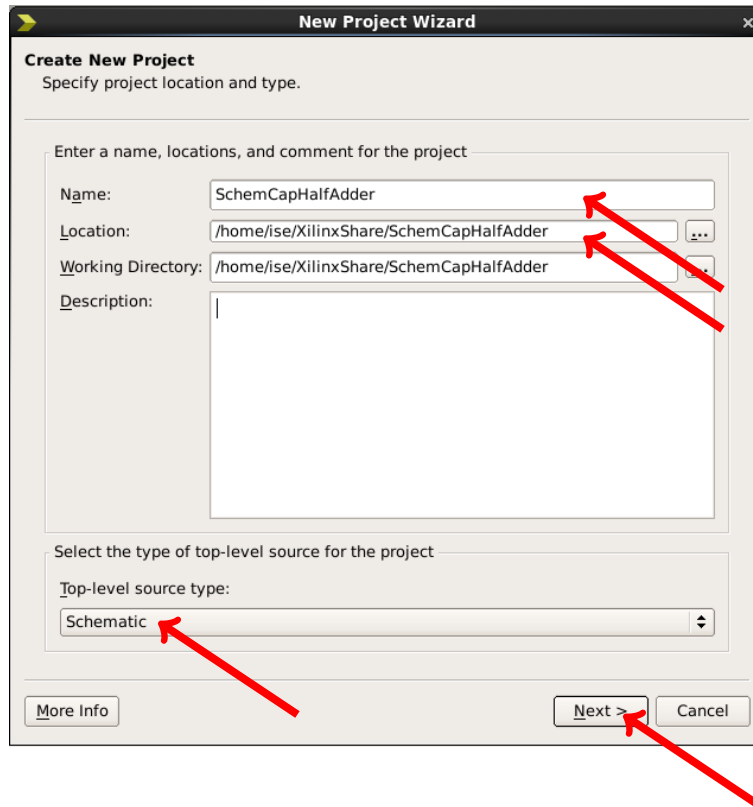 New Project Wizard
Create New Project
Specify project location and type.
Enter a name, locations, and comment for the project
Name: SchemCapHalfAdder
Location: /home/ise/XilinxShare/SchemCapHalfAdder ...
Working Directory: /home/ise/XilinxShare/SchemCapHalfAdder ...
Description:
Select the type of top-level source for the project
Top-level source type:
Schematic
More Info Next > Cancel